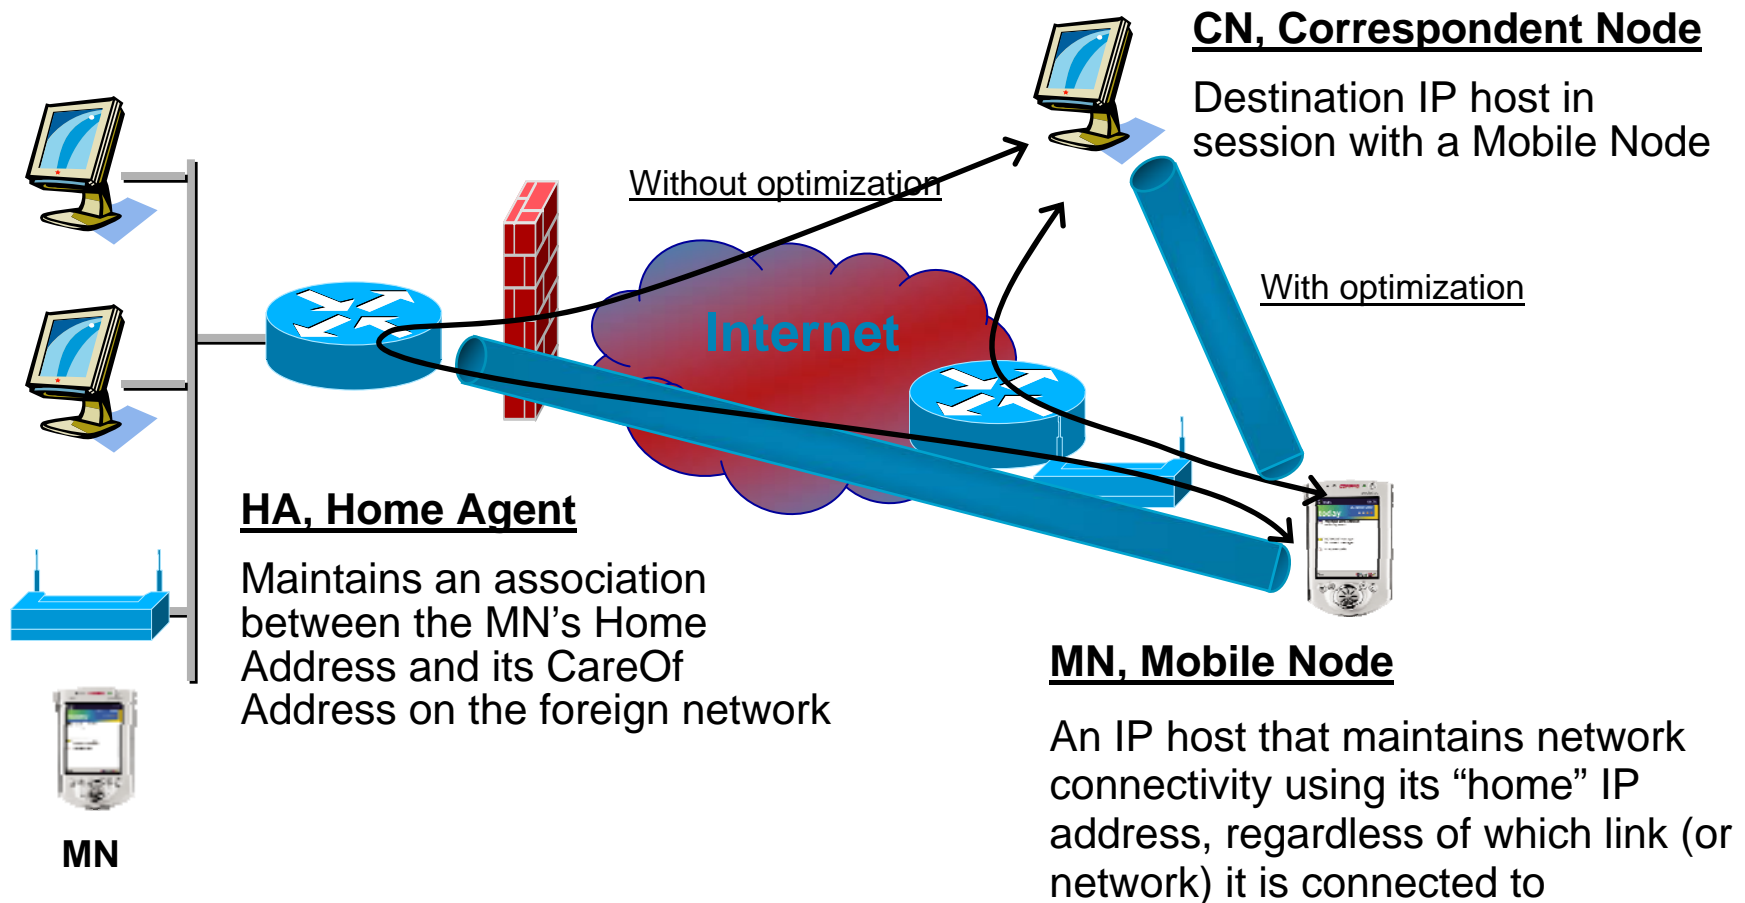 CN, Correspondent Node
Destination IP host in
session with a Mobile Node
Without optimization
With optimization
Internet
HA, Home Agent
Maintains an association
between the MN’s Home
Address and its CareOf
Address on the foreign network
today
MN, Mobile Node
An IP host that maintains network
connectivity using its “home” IP
address, regardless of which link (or
network) it is connected to
MN